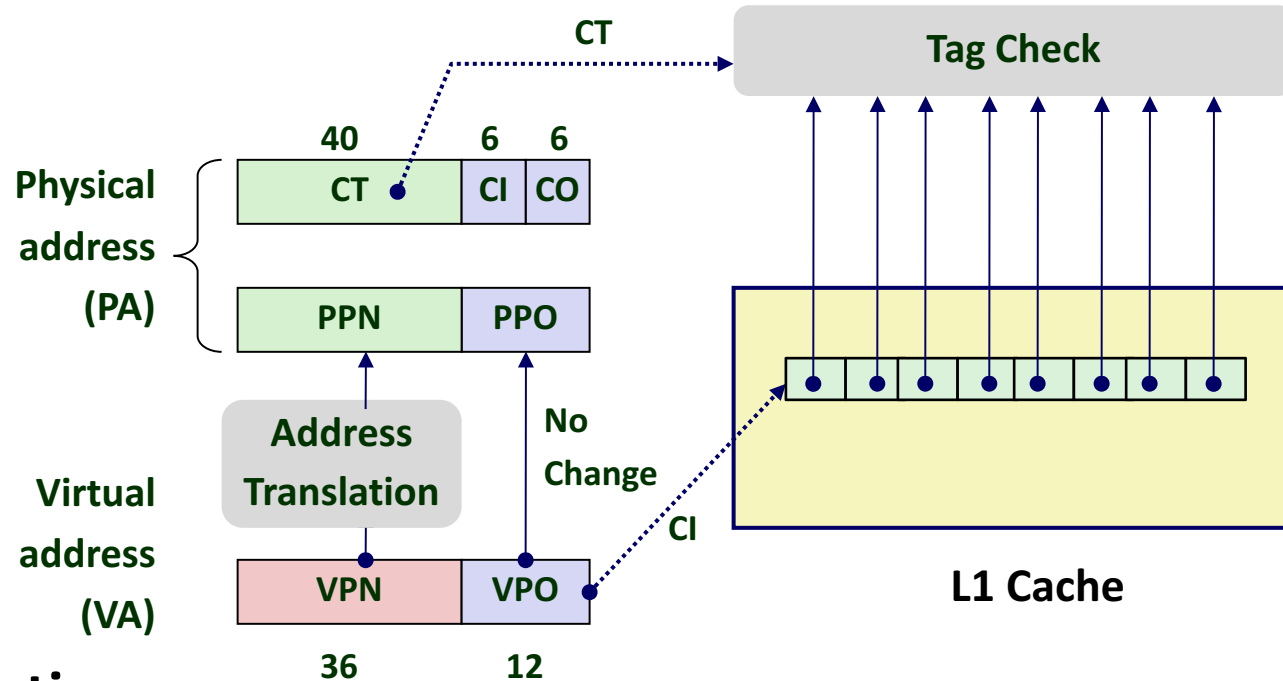 CT
Tag Check
40
6
6
Physical
address
(PA)
CT
CI
CO
PPN
PPO
Address
Translation
No
Change
Virtual
address
(VA)
CI
VPN
VPO
L1 Cache
36
12